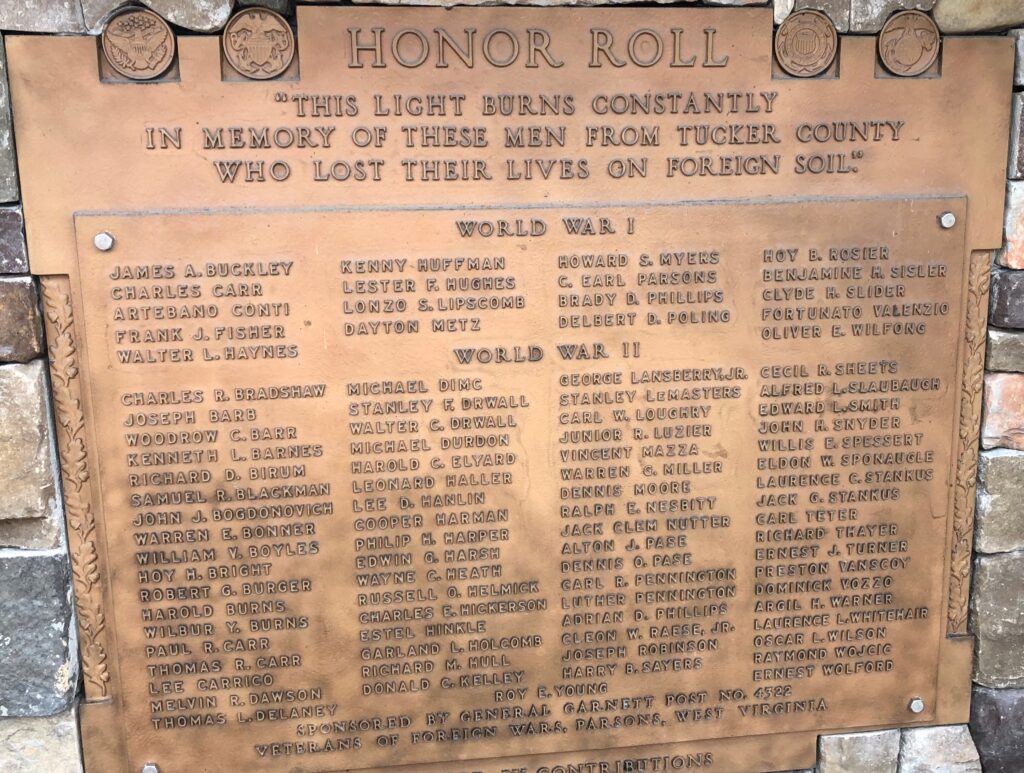 HONOR ROLL
"THIS LIGHT BURNS CONSTANTLY
IN MEMORY OF THESE MEN FROM TUCKER COUNTY
WHO LOST THEIR LIVES ON FOREIGN SOIL."
WORLD WAR I
JAMES A. BUCKLEY
CHARLES CARR
ARTEBANO CONTI
FRANK J. FISHER
WALTER L. HAYNES
KENNY HUFFMAN
LESTER F. HUGHES
LONZO S. LIPSCOMB
DAYTON METZ
HOWARD S. MYERS
C. EARL PARSONS
BRADY D. PHILLIPS
DELBERT D. POLING
HOY B. ROSIER
BENJAMINE H. SISLER
CLYDE H. SLIDER
FORTUNATO VALENZIO
OLIVER E. WILFONG
WORLD WAR II
CHARLES R. BRADSHAW
JOSEPH BARB
WOODROW C. BARR
KENNETH L. BARNES
RICHARD D. BIRUM
SAMUEL R. BLACKMAN
JOHN J. BOGDONOVICH
WARREN E. BONNER
WILLIAM V. BOYLES
HOY H. BRIGHT
ROBERT G. BURGER
HAROLD BURNS
WILBUR Y. BURNS
PAUL R. CARR
THOMAS R. CARR
LEE CARRICO
MELVIN R. DAWSON
THOMAS L. DELANEY
MICHAEL DIMC
STANLEY F. DRWALL
WALTER C. DRWALL
MICHAEL DURDON
HAROLD C. ELYARD
LEONARD HALLER
LEE D. HANLIN
COOPER HARMAN
PHILIP H. HARPER
EDWIN G. HARSH
WAYNE C. HEATH
RUSSELL O. HELMICK
CHARLES E. HICKERSON
ESTEL HINKLE
GARLAND L. HOLCOMB
RICHARD M. HULL
DONALD C. KELLEY
GEORGE LANSBERRY, JR.
STANLEY LEMASTERS
CARL W. LOUGHRY
JUNIOR R. LUZIER
VINCENT MAZZA
WARREN G. MILLER
DENNIS MOORE
RALPH E. NESBITT
JACK CLEM NUTTER
ALTON J. PASE
DENNIS O. PASE
CARL R. PENNINGTON
LUTHER PENNINGTON
ADRIAN D. PHILLIPS
CLEON W. RAESE, JR.
JOSEPH ROBINSON
HARRY B. SAYERS
CECIL R. SHEETS
ALFRED L. SLAUBAUGH
EDWARD L. SMITH
JOHN H. SNYDER
WILLIS E. SPESSERT
ELDON W. SPONAUGLE
LAURENCE C. STANKUS
JACK G. STANKUS
CARL TETER
RICHARD THAYER
ERNEST J. TURNER
PRESTON VANSCOY
DOMINICK VOZZO
ARGIL H. WARNER
LAURENCE L. WHITEHAIR
OSCAR L. WILSON
RAYMOND WOJCIC
ERNEST WOLFORD
ROY E. YOUNG
SPONSORED BY GENERAL GARNETT POST NO. 4522
VETERANS OF FOREIGN WARS, PARSONS, WEST VIRGINIA
BY CONTRIBUTIONS